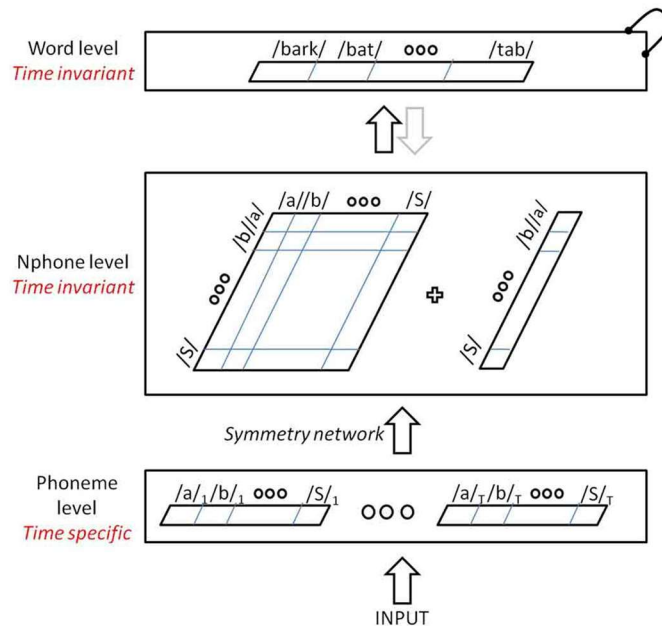 Word level
Time invariant
/bark/ /bat/ ooo /tab/
Nphone level
Time invariant
/a//b/ ooo /S/
/b//a/
ooo
/S/
/b//a/
ooo
/S/
Symmetry network
Phoneme
level
Time specific
/a/₁/b/₁ ooo /S/₁
ooo
/a/T/b/T ooo /S/T
INPUT